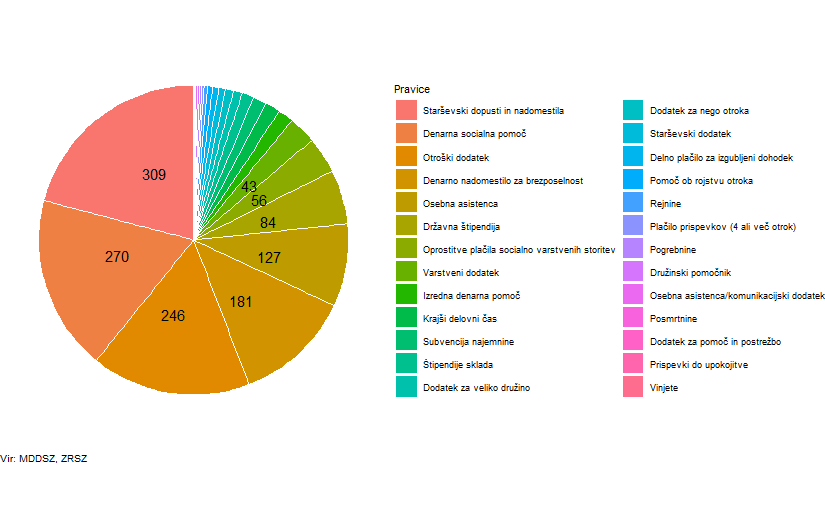 Pravice
309
270
246
181
127
84
56
43
Starševski dopusti in nadomestila
Denarna socialna pomoč
Otroški dodatek
Denarno nadomestilo za brezposelnost
Osebna asistenca
Državna štipendija
Oprostitve plačila socialno varstvenih storitev
Varstveni dodatek
Izredna denarna pomoč
Krajši delovni čas
Subvencija najemnine
Štipendije sklada
Dodatek za veliko družino
Dodatek za nego otroka
Starševski dodatek
Delno plačilo za izgubljeni dohodek
Pomoč ob rojstvu otroka
Rejnine
Plačilo prispevkov (4 ali več otrok)
Pogrebnine
Družinski pomočnik
Osebna asistenca/komunikacijski dodatek
Posmrtnine
Dodatek za pomoč in postrežbo
Prispevki do upokojitve
Vinjete
Vir: MDDSZ, ZRSZ